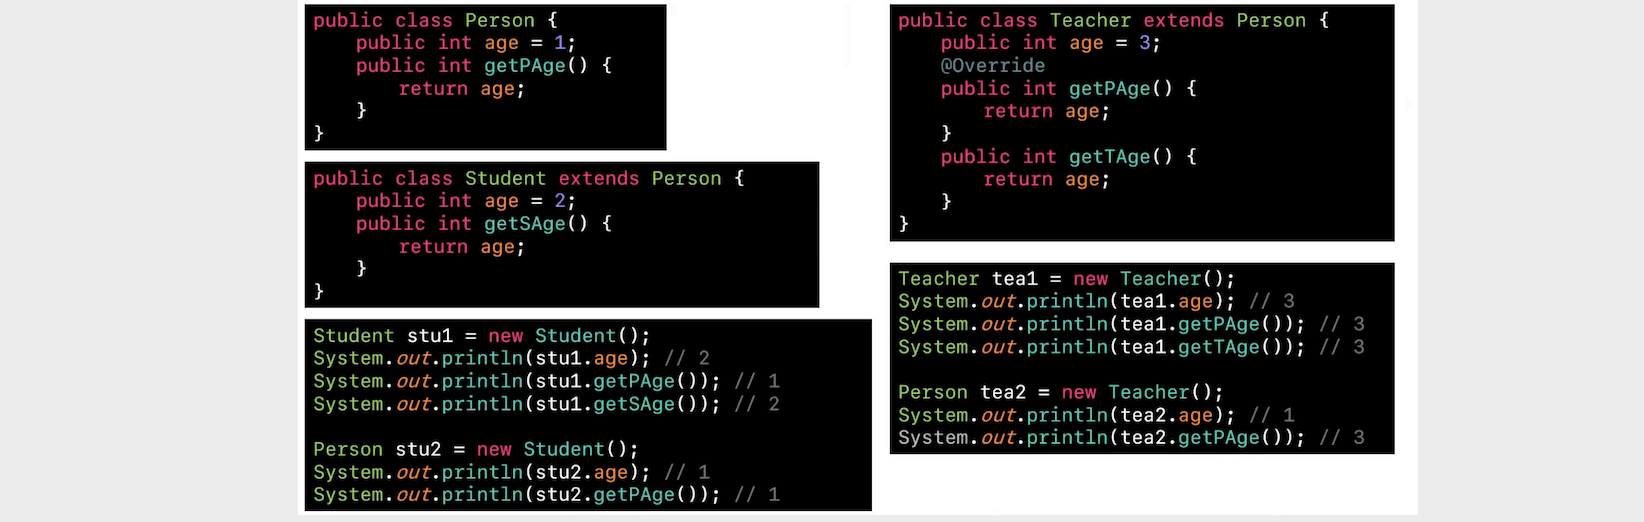 public class Person {
    public int age = 1;
    public int getPAge() {
        return age;
    }
}
public class Student extends Person {
    public int age = 2;
    public int getSAge() {
        return age;
    }
}
Student stu1 = new Student();
System.out.println(stu1.age); // 2
System.out.println(stu1.getPAge()); // 1
System.out.println(stu1.getSAge()); // 2

Person stu2 = new Student();
System.out.println(stu2.age); // 1
System.out.println(stu2.getPAge()); // 1
public class Teacher extends Person {
    public int age = 3;
    @Override
    public int getPAge() {
        return age;
    }
    public int getTAge() {
        return age;
    }
}
Teacher tea1 = new Teacher();
System.out.println(tea1.age); // 3
System.out.println(tea1.getPAge()); // 3
System.out.println(tea1.getTAge()); // 3

Person tea2 = new Teacher();
System.out.println(tea2.age); // 1
System.out.println(tea2.getPAge()); // 3